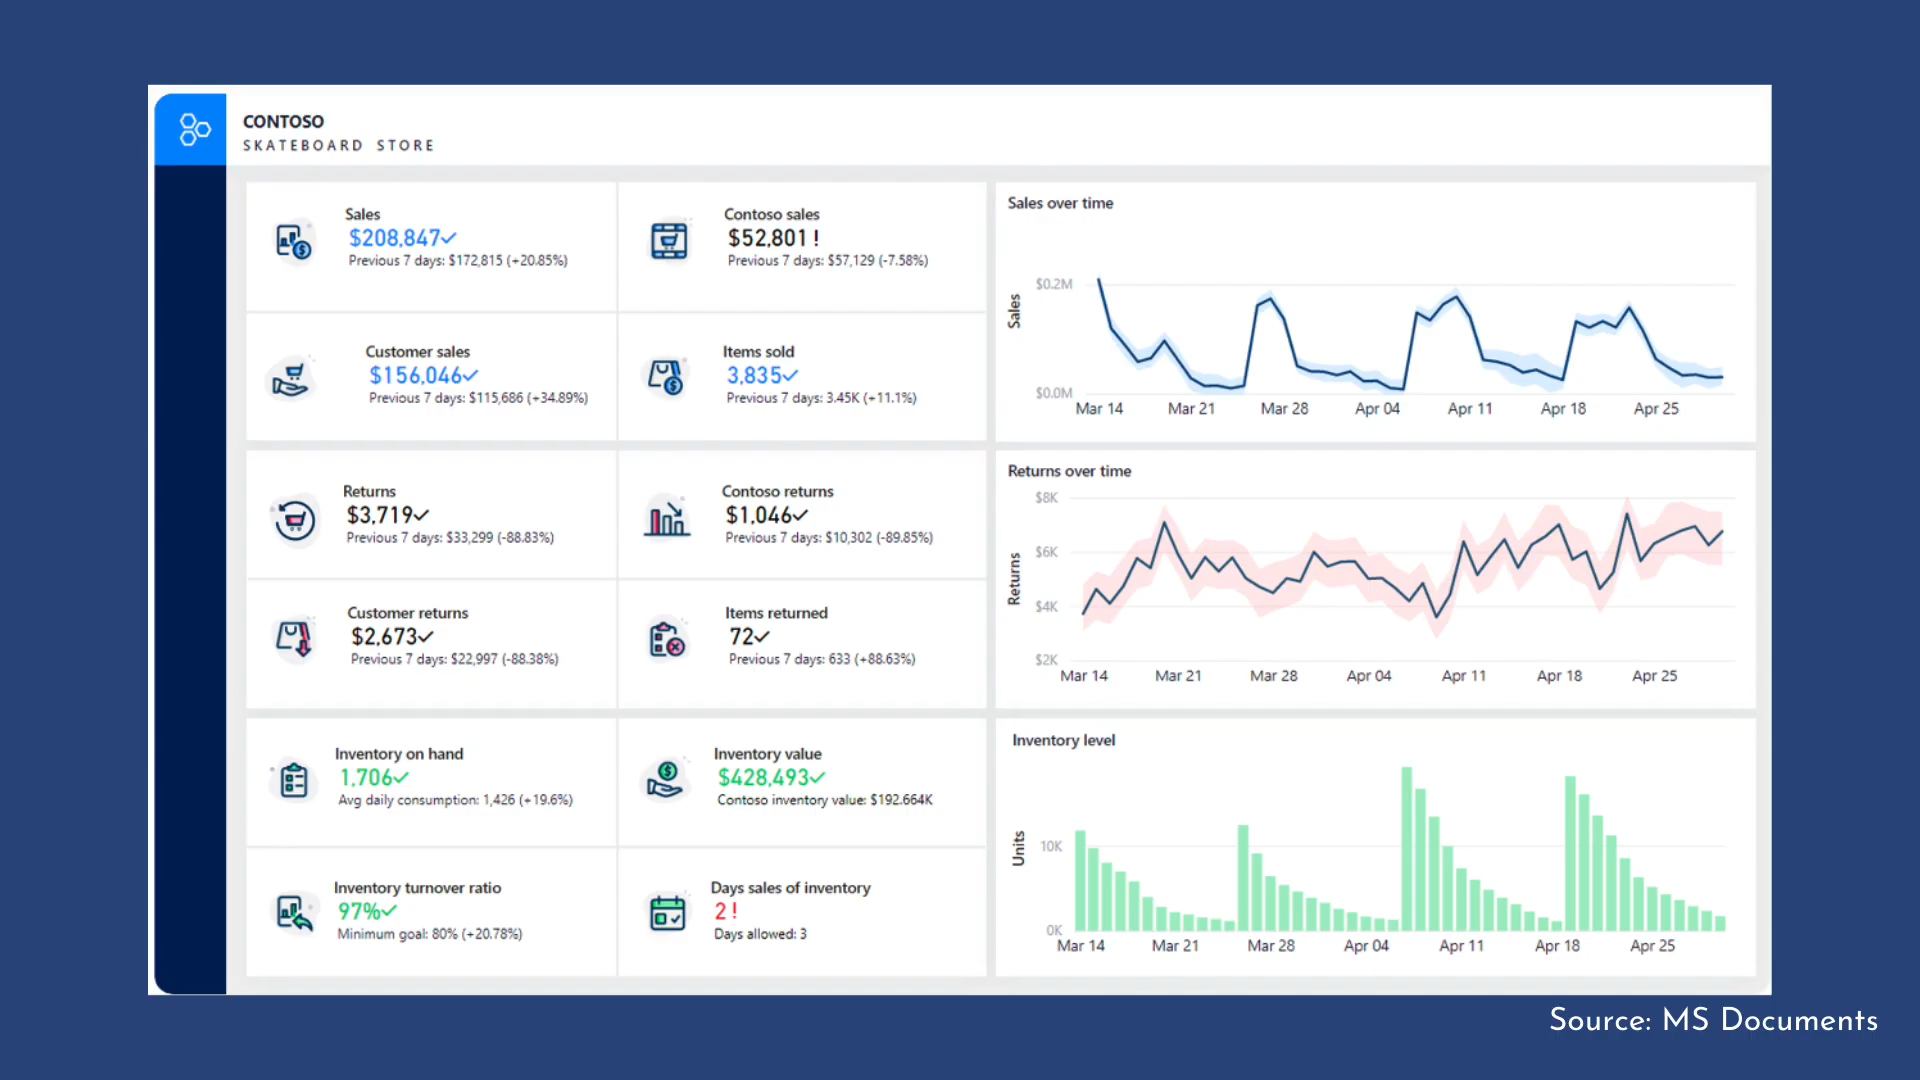 CONTOSO
SKATEBOARD STORE
Sales
$208,847✓
Previous 7 days: $172,815 (+20.85%)
Contoso sales
$52,801 !
Previous 7 days: $57,129 (-7.58%)
Customer sales
$156,046✓
Previous 7 days: $115,686 (+34.89%)
Items sold
3,835✓
Previous 7 days: 3.45K (+11.1%)
Sales over time
Sales
$0.2M
$0.0M
Mar 14 Mar 21 Mar 28 Apr 04 Apr 11 Apr 18 Apr 25
Returns
$3,719✓
Previous 7 days: $33,299 (-88.83%)
Contoso returns
$1,046✓
Previous 7 days: $10,302 (-89.85%)
Customer returns
$2,673✓
Previous 7 days: $22,997 (-88.38%)
Items returned
72✓
Previous 7 days: 633 (+88.63%)
Returns over time
Returns
$8K
$6K
$4K
$2K
Mar 14 Mar 21 Mar 28 Apr 04 Apr 11 Apr 18 Apr 25
Inventory on hand
1,706✓
Avg daily consumption: 1,426 (+19.6%)
Inventory value
$428,493✓
Contoso inventory value: $192.664K
Inventory turnover ratio
97%✓
Minimum goal: 80% (+20.78%)
Days sales of inventory
2 !
Days allowed: 3
Inventory level
Units
10K
0K
Mar 14 Mar 21 Mar 28 Apr 04 Apr 11 Apr 18 Apr 25
Source: MS Documents